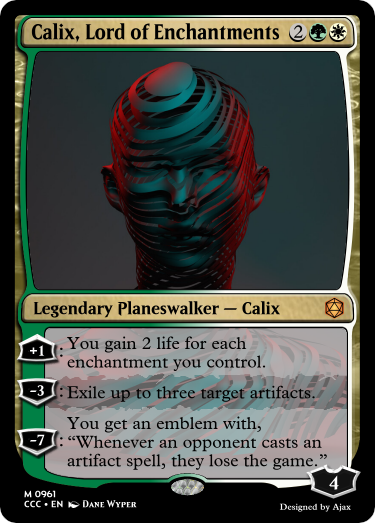 Calix, Lord of Enchantments 2
Legendary Planeswalker — Calix
+1 : You gain 2 life for each
enchantment you control.
-3 : Exile up to three target artifacts.
-7 : You get an emblem with,
“Whenever an opponent casts an
artifact spell, they lose the game.”
4
M 0961
CCC • EN Dane Wyper
Designed by Ajax